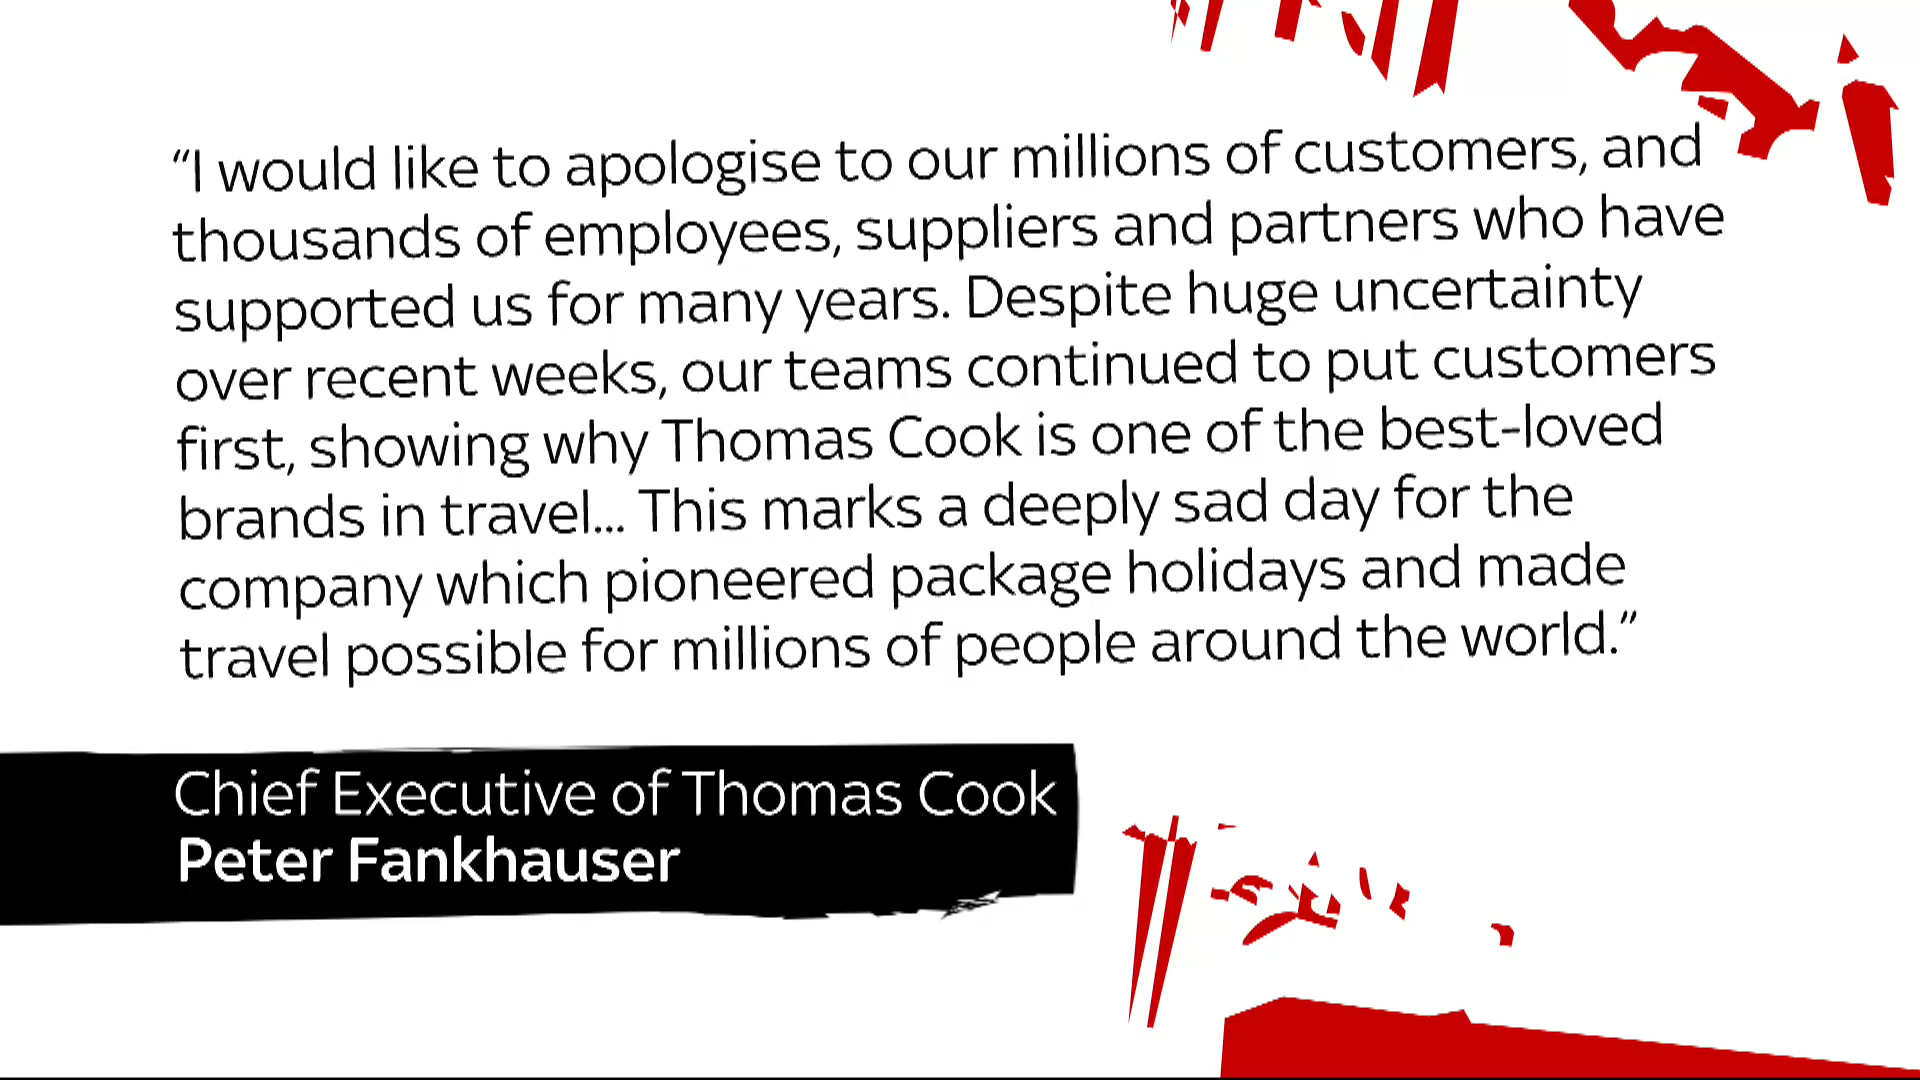 “I would like to apologise to our millions of customers, and
thousands of employees, suppliers and partners who have
supported us for many years. Despite huge uncertainty
over recent weeks, our teams continued to put customers
first, showing why Thomas Cook is one of the best-loved
brands in travel... This marks a deeply sad day for the
company which pioneered package holidays and made
travel possible for millions of people around the world.”
Chief Executive of Thomas Cook
Peter Fankhauser